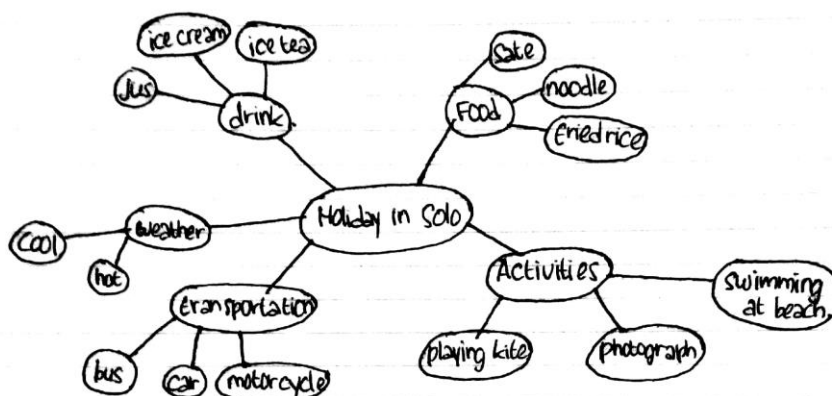 ice cream
ice tea
jus
drink
sate
noodle
Food
Friedrice
Holiday in Solo
Weather
cool
hot
Activities
swimming
at beach
transportation
playing kite
photograph
bus
car
motorcycle